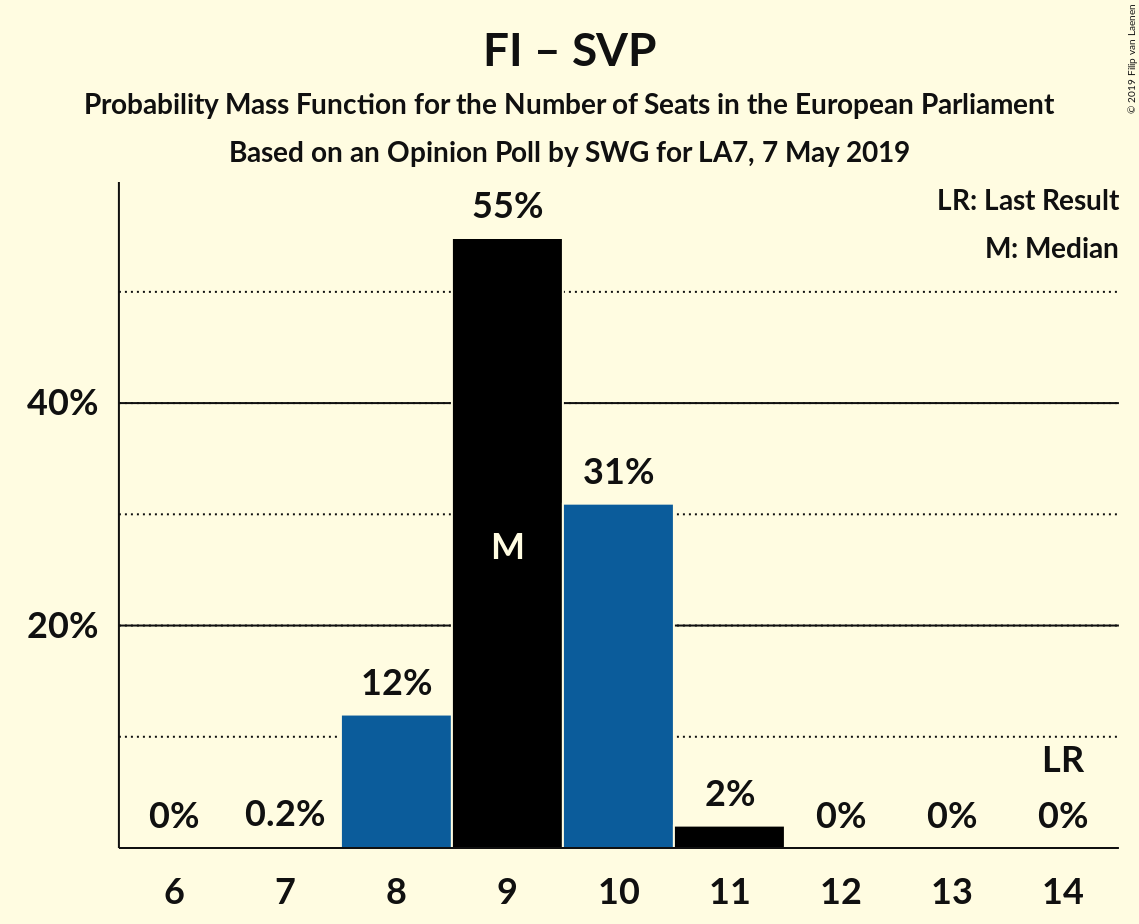 FI – SVP
Probability Mass Function for the Number of Seats in the European Parliament
Based on an Opinion Poll by SWG for LA7, 7 May 2019
© 2019 Filip van Laenen
LR: Last Result
M: Median
55%
40%
31%
M
20%
12%
LR
0%
0.2%
2%
0%
0%
0%
6 7 8 9 10 11 12 13 14